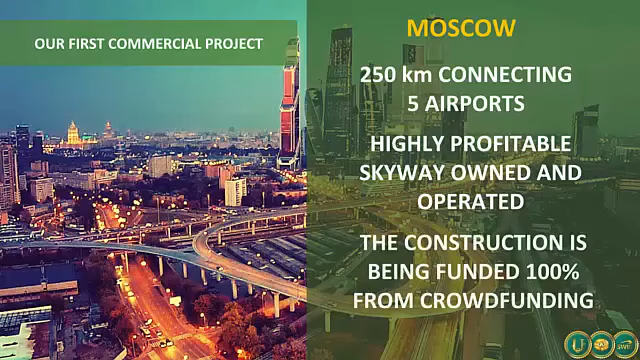 OUR FIRST COMMERCIAL PROJECT
MOSCOW
250 km CONNECTING
5 AIRPORTS
HIGHLY PROFITABLE
SKYWAY OWNED AND
OPERATED
THE CONSTRUCTION IS
BEING FUNDED 100%
FROM CROWDFUNDING